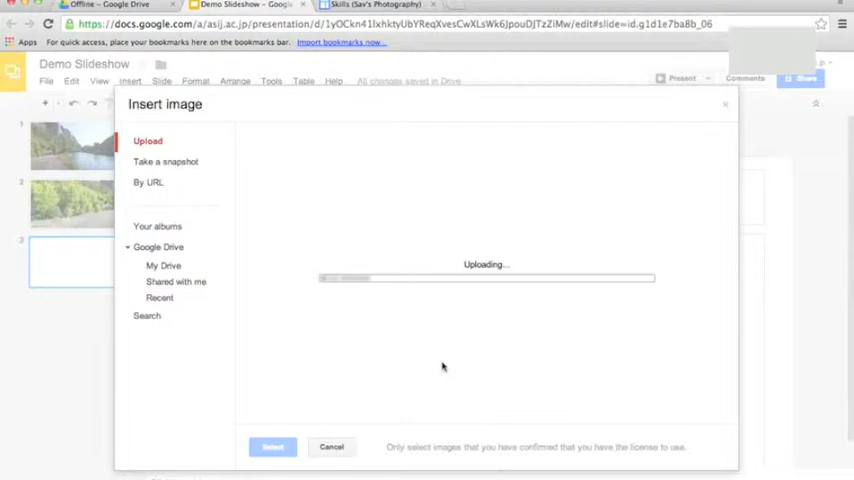 Offline – Google Drive
Demo Slideshow – Google
Skills (Sav's Photography)
https://docs.google.com/a/asij.ac.jp/presentation/d/1yOCkn41lxhktyUbYReqXvesCwXLsWk6JpouDJTzZiMw/edit#slide=id.g1d1e7ba8b_06
Apps For quick access, place your bookmarks here on the bookmarks bar. Import bookmarks now...
Demo Slideshow
File Edit View Insert Slide Format Arrange Tools Table Help All changes saved in Drive
Present Comments Share
Insert image
Upload
Take a snapshot
By URL
Your albums
Google Drive
My Drive
Shared with me
Recent
Search
Uploading...
Select Cancel Only select images that you have confirmed that you have the license to use.
1
2
3